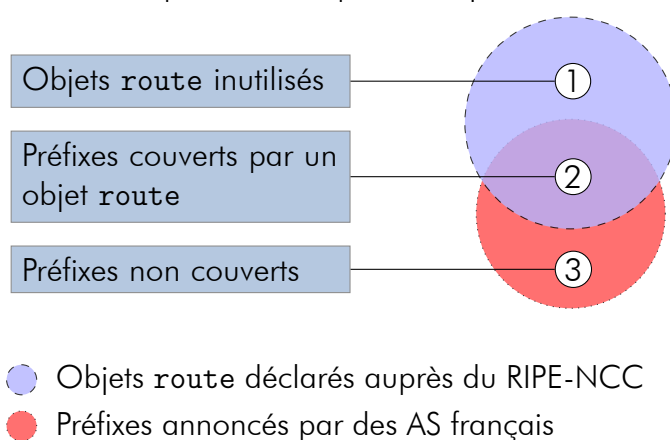 Objets route inutilisés
1
Préfixes couverts par un
objet route
2
Préfixes non couverts
3
Objets route déclarés auprès du RIPE-NCC
Préfixes annoncés par des AS français